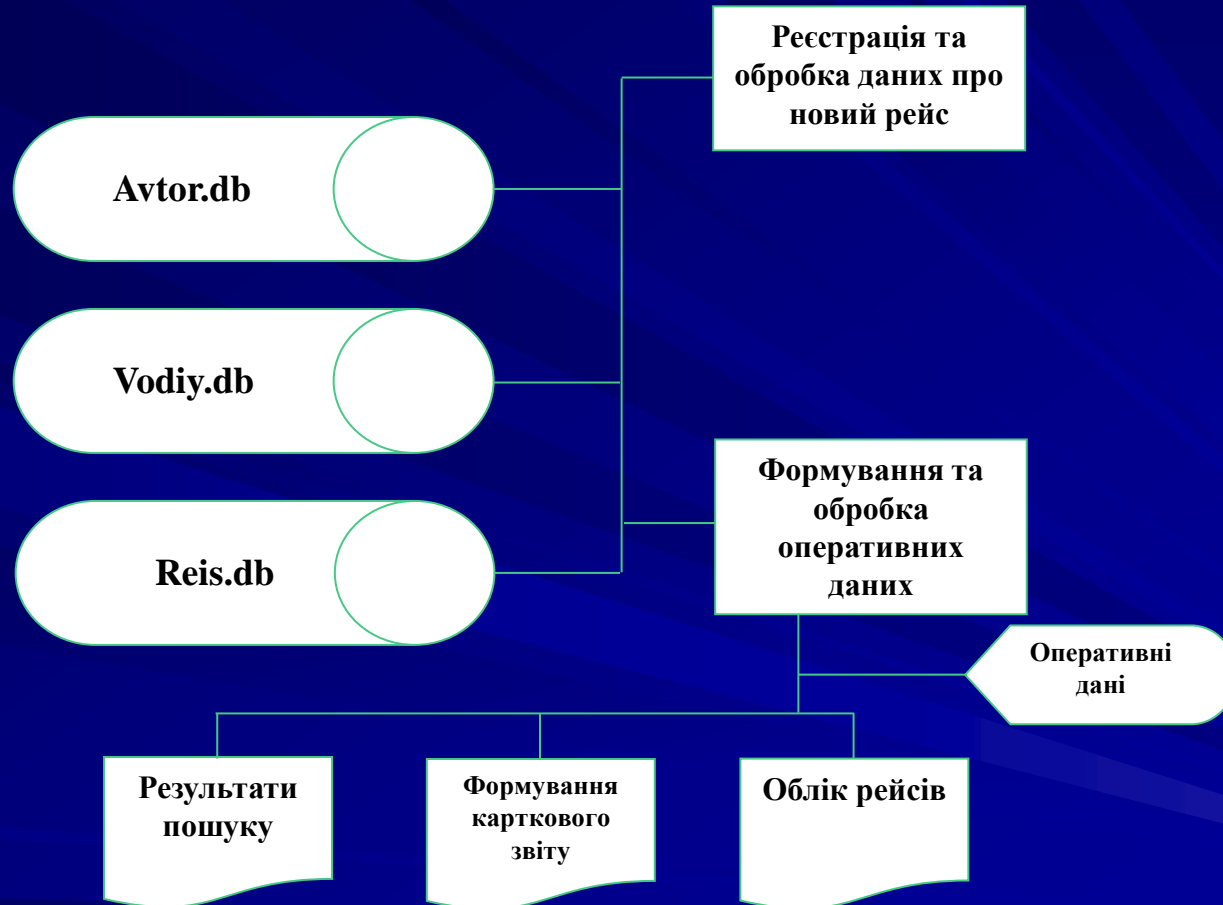 Реєстрація та
обробка даних про
новий рейс
Avtor.db
Vodiy.db
Reis.db
Формування та
обробка
оперативних
даних
Оперативні
дані
Результати
пошуку
Формування
карткового
звіту
Облік рейсів